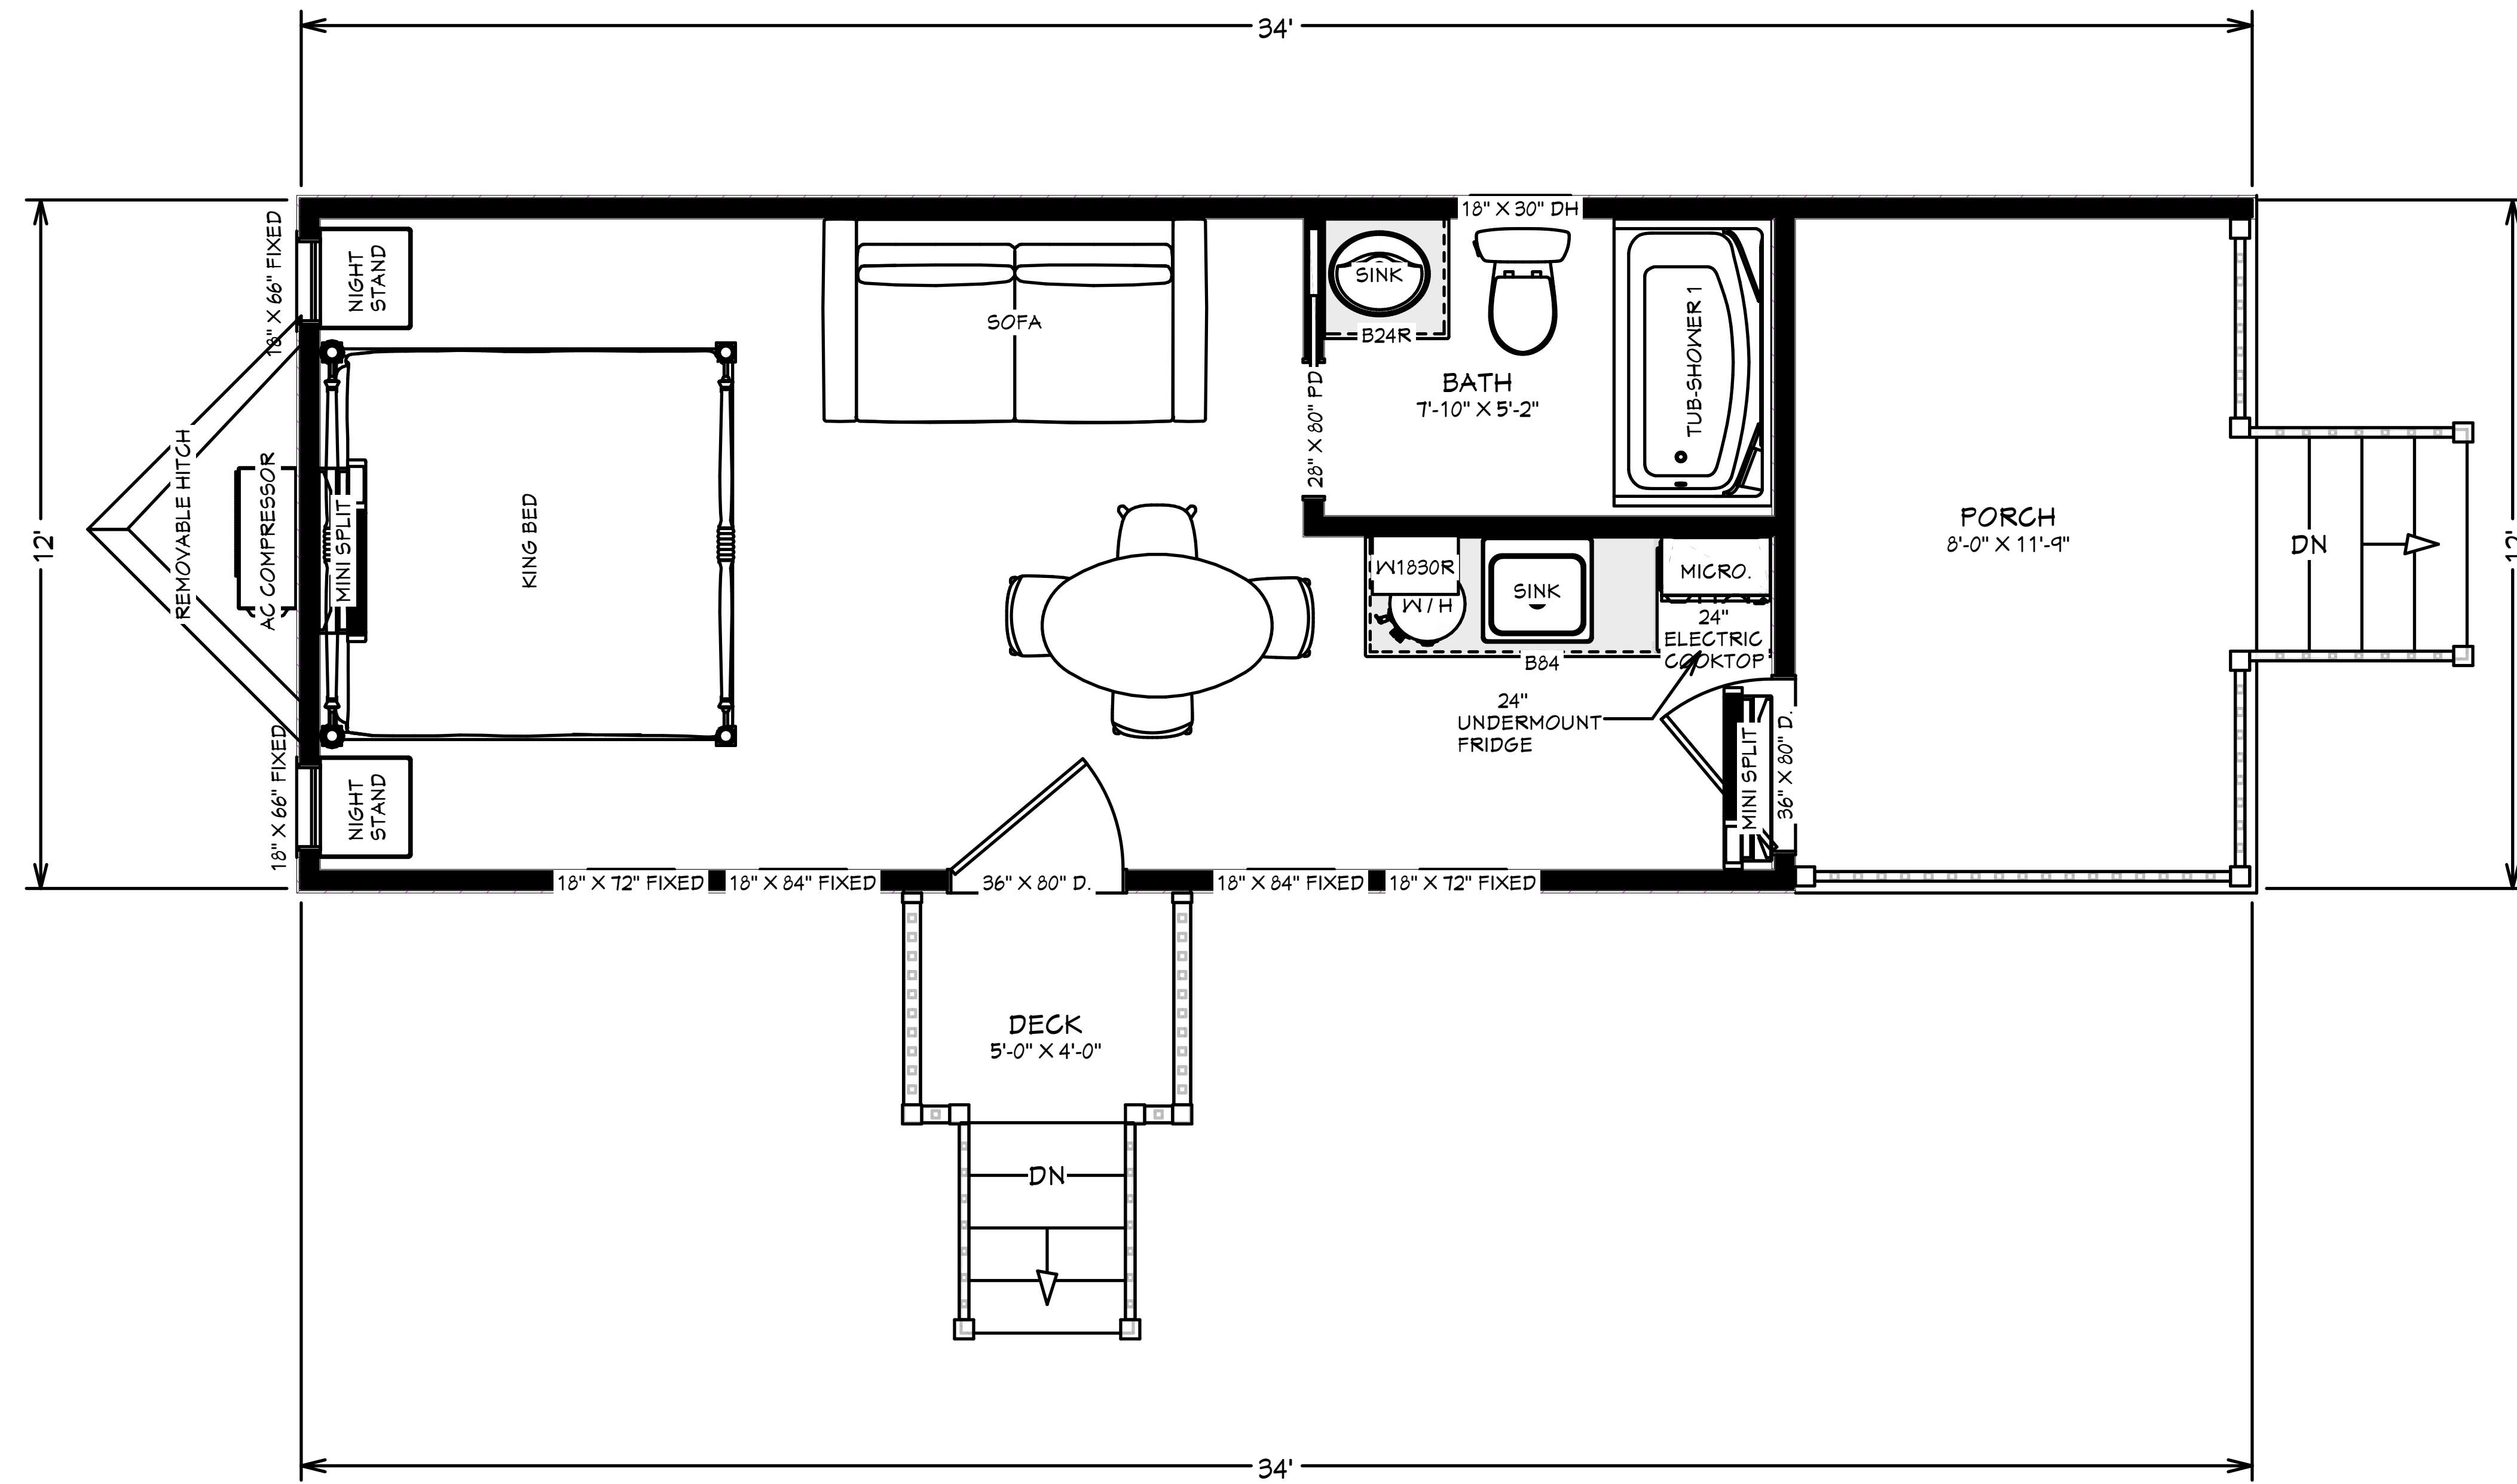 34'
18" X 66" FIXED
NIGHT
STAND
SOFA
SINK
B24R
18" X 30" DH
TUB-SHOWER 1
BATH
7'-10" X 5'-2"
28" X 80" PD
12'
REMOVABLE HITCH
AC COMPRESSOR
MINI SPLIT
KING BED
W1830R
W/H
SINK
MICRO.
24"
ELECTRIC
COOKTOP
B84
24"
UNDERMOUNT
FRIDGE
PORCH
8'-0" X 11'-9"
DN
12'
18" X 66" FIXED
NIGHT
STAND
MINI SPLIT
36" X 80" D.
18" X 72" FIXED
18" X 84" FIXED
36" X 80" D.
18" X 84" FIXED
18" X 72" FIXED
DECK
5'-0" X 4'-0"
DN
34'